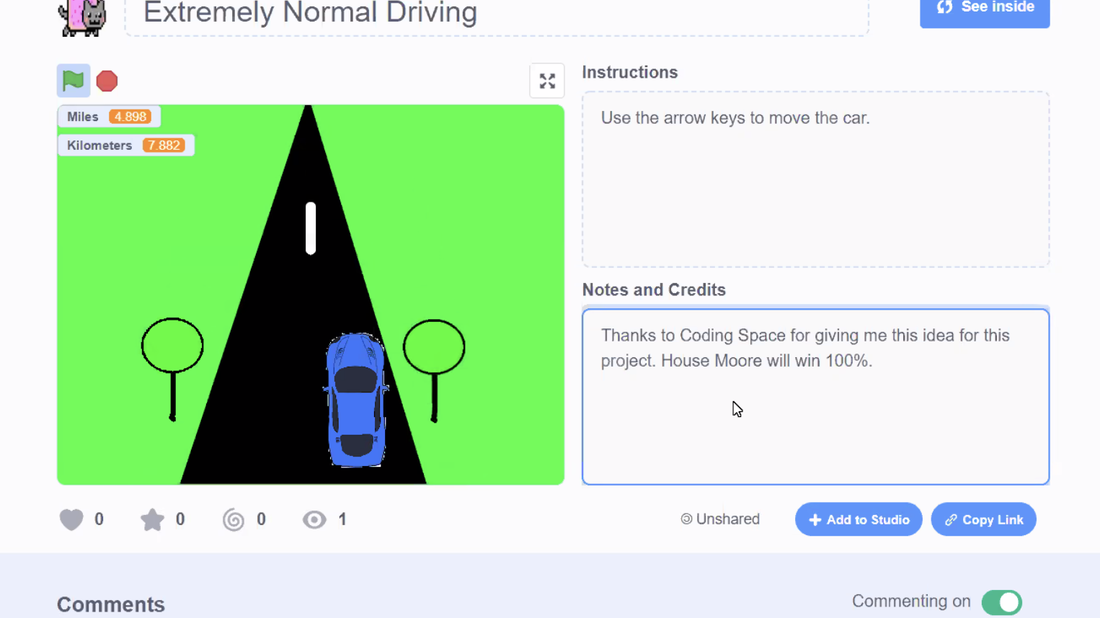 Extremely Normal Driving
See inside
Instructions
Miles 4.898
Kilometers 7.882
Use the arrow keys to move the car.
Notes and Credits
Thanks to Coding Space for giving me this idea for this
project. House Moore will win 100%.
0 0 0 1
Unshared
Add to Studio
Copy Link
Comments
Commenting on